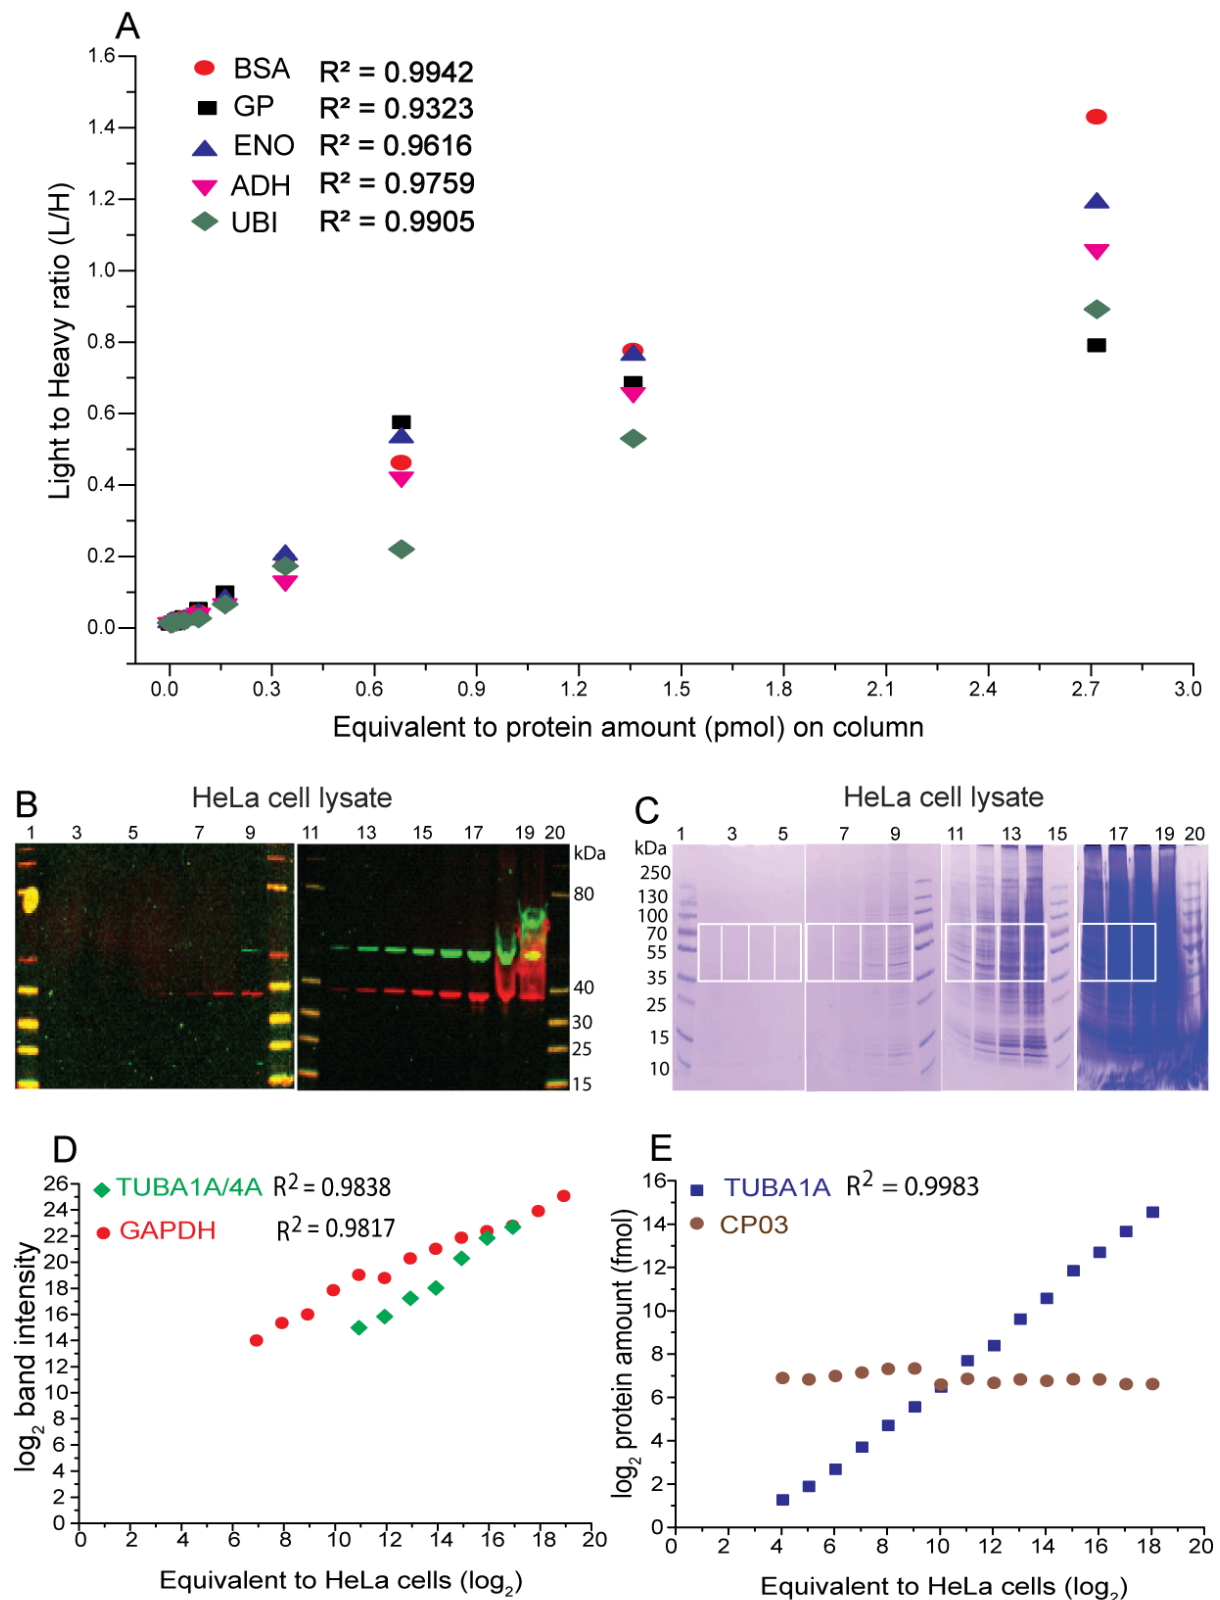 A
BSA R² = 0.9942
GP R² = 0.9323
ENO R² = 0.9616
ADH R² = 0.9759
UBI R² = 0.9905
Light to Heavy ratio (L/H)
1.6
1.4
1.2
1.0
0.8
0.6
0.4
0.2
0.0
0.0 0.3 0.6 0.9 1.2 1.5 1.8 2.1 2.4 2.7 3.0
Equivalent to protein amount (pmol) on column
B
HeLa cell lysate
1 3 5 7 9 11 13 15 17 19 20
kDa
80
40
30
25
15
C
HeLa cell lysate
1 3 5 7 9 11 13 15 17 19 20
kDa
250
130
100
70
55
35
25
15
10
D
TUBA1A/4A R² = 0.9838
GAPDH R² = 0.9817
log₂ band intensity
26
24
22
20
18
16
14
12
10
8
6
4
2
0
0 2 4 6 8 10 12 14 16 18 20
Equivalent to HeLa cells (log₂)
E
TUBA1A R² = 0.9983
CP03
log₂ protein amount (fmol)
16
14
12
10
8
6
4
2
0
0 2 4 6 8 10 12 14 16 18 20
Equivalent to HeLa cells (log₂)